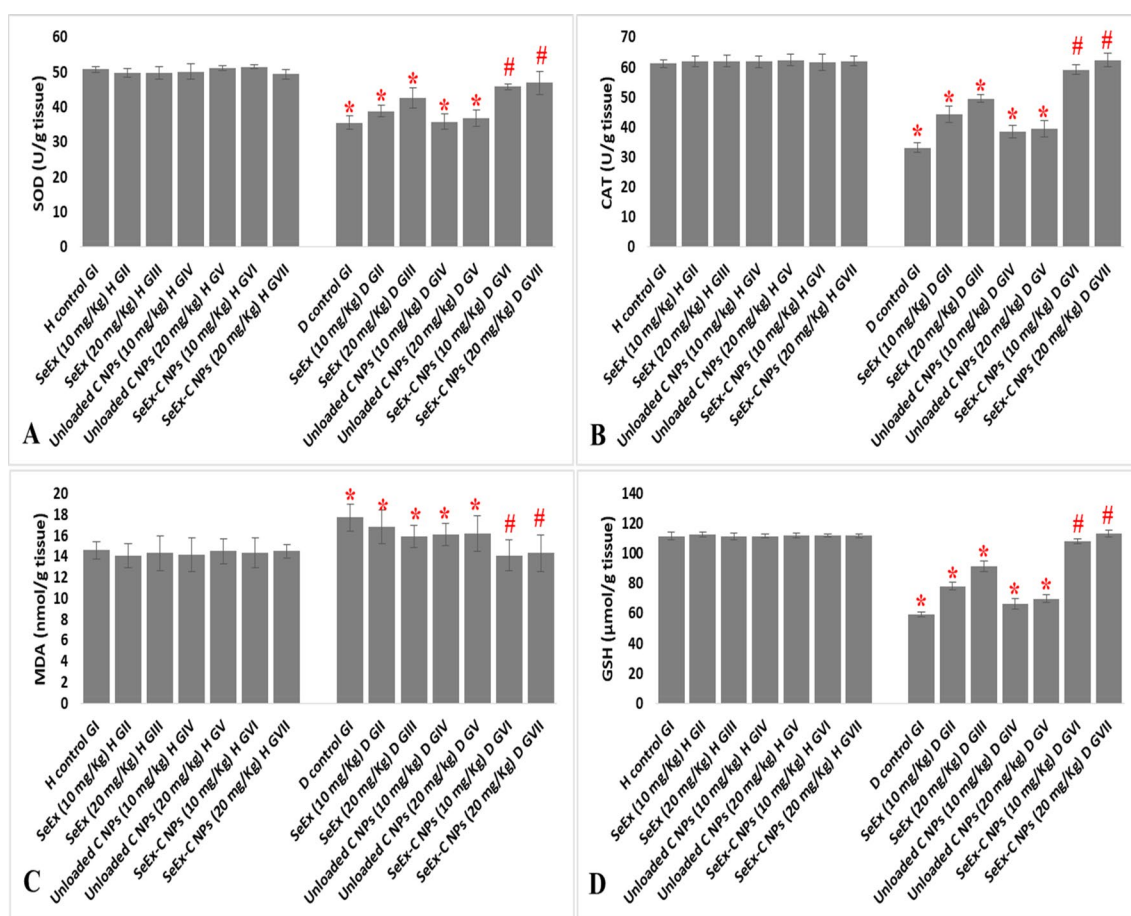 60
50
40
30
20
10
0
SOD (U/g tissue)
* * * * * # #
H control GI
SeEx (10 mg/Kg) H GII
SeEx (20 mg/Kg) H GIII
Unloaded C NPs (10 mg/kg) H GIV
Unloaded C NPs (20 mg/kg) H GV
SeEx-C NPs (10 mg/kg) H GVI
SeEx-C NPs (20 mg/Kg) H GVII
D control GI
SeEx (10 mg/Kg) D GII
SeEx (20 mg/Kg) D GIII
Unloaded C NPs (10 mg/kg) D GIV
Unloaded C NPs (20 mg/kg) D GV
SeEx-C NPs (10 mg/Kg) D GVI
SeEx-C NPs (20 mg/Kg) D GVII
A
70
60
50
40
30
20
10
0
CAT (U/g tissue)
* * * * * # #
H control GI
SeEx (10 mg/Kg) H GII
SeEx (20 mg/Kg) H GIII
Unloaded C NPs (10 mg/kg) H GIV
Unloaded C NPs (20 mg/kg) H GV
SeEx-C NPs (10 mg/Kg) H GVI
SeEx-C NPs (20 mg/Kg) H GVII
D control GI
SeEx (10 mg/Kg) D GII
SeEx (20 mg/Kg) D GIII
Unloaded C NPs (10 mg/kg) D GIV
Unloaded C NPs (20 mg/kg) D GV
SeEx-C NPs (10 mg/Kg) D GVI
SeEx-C NPs (20 mg/Kg) D GVII
B
20
18
16
14
12
10
8
6
4
2
0
MDA (nmol/g tissue)
* * * * * # #
H control GI
SeEx (10 mg/Kg) H GII
SeEx (20 mg/Kg) H GIII
Unloaded C NPs (10 mg/kg) H GIV
Unloaded C NPs (20 mg/kg) H GV
SeEx-C NPs (10 mg/Kg) H GVI
SeEx-C NPs (20 mg/Kg) H GVII
D control GI
SeEx (10 mg/Kg) D GII
SeEx (20 mg/Kg) D GIII
Unloaded C NPs (10 mg/kg) D GIV
Unloaded C NPs (20 mg/kg) D GV
SeEx-C NPs (10 mg/Kg) D GVI
SeEx-C NPs (20 mg/Kg) D GVII
C
140
120
100
80
60
40
20
0
GSH (µmol/g tissue)
* * * * * # #
H control GI
SeEx (10 mg/Kg) H GII
SeEx (20 mg/Kg) H GIII
Unloaded C NPs (10 mg/kg) H GIV
Unloaded C NPs (20 mg/kg) H GV
SeEx-C NPs (10 mg/Kg) H GVI
SeEx-C NPs (20 mg/Kg) H GVII
D control GI
SeEx (10 mg/Kg) D GII
SeEx (20 mg/Kg) D GIII
Unloaded C NPs (10 mg/kg) D GIV
Unloaded C NPs (20 mg/kg) D GV
SeEx-C NPs (10 mg/Kg) D GVI
SeEx-C NPs (20 mg/Kg) D GVII
D